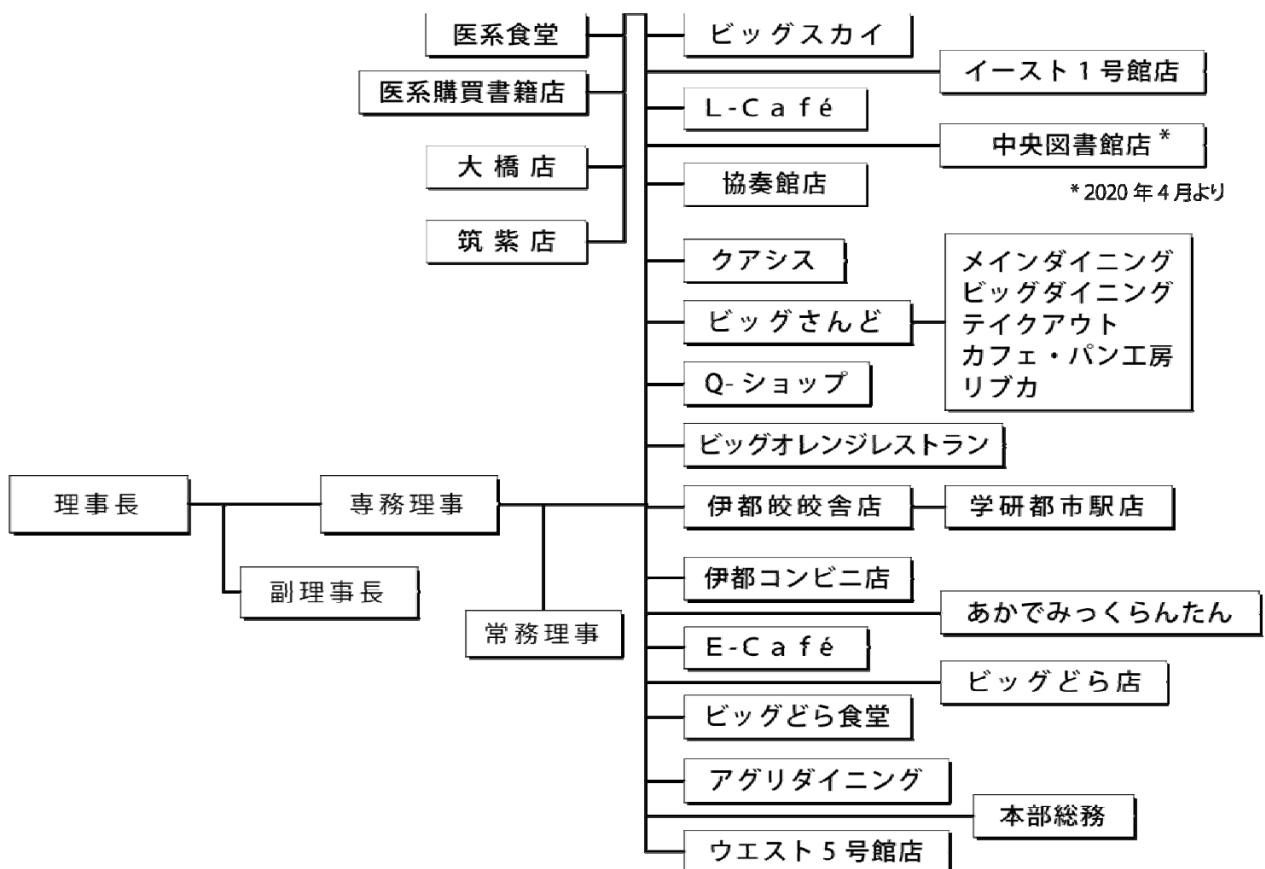 医系食堂
医系購買書籍店
大橋店
筑紫店
ビッグスカイ
イースト1号館店
L-Café
中央図書館店*
*2020年4月より
協奏館店
クアシス
ビッグさんど
メインダイニング
ビッグダイニング
テイクアウト
カフェ・パン工房
リブカ
Q-ショップ
ビッグオレンジレストラン
理事長
専務理事
副理事長
常務理事
伊都皎皎舎店
学研都市駅店
伊都コンビニ店
あかでみっくらんたん
E-Café
ビッグどら店
ビッグどら食堂
アグリダイニング
本部総務
ウエスト5号館店